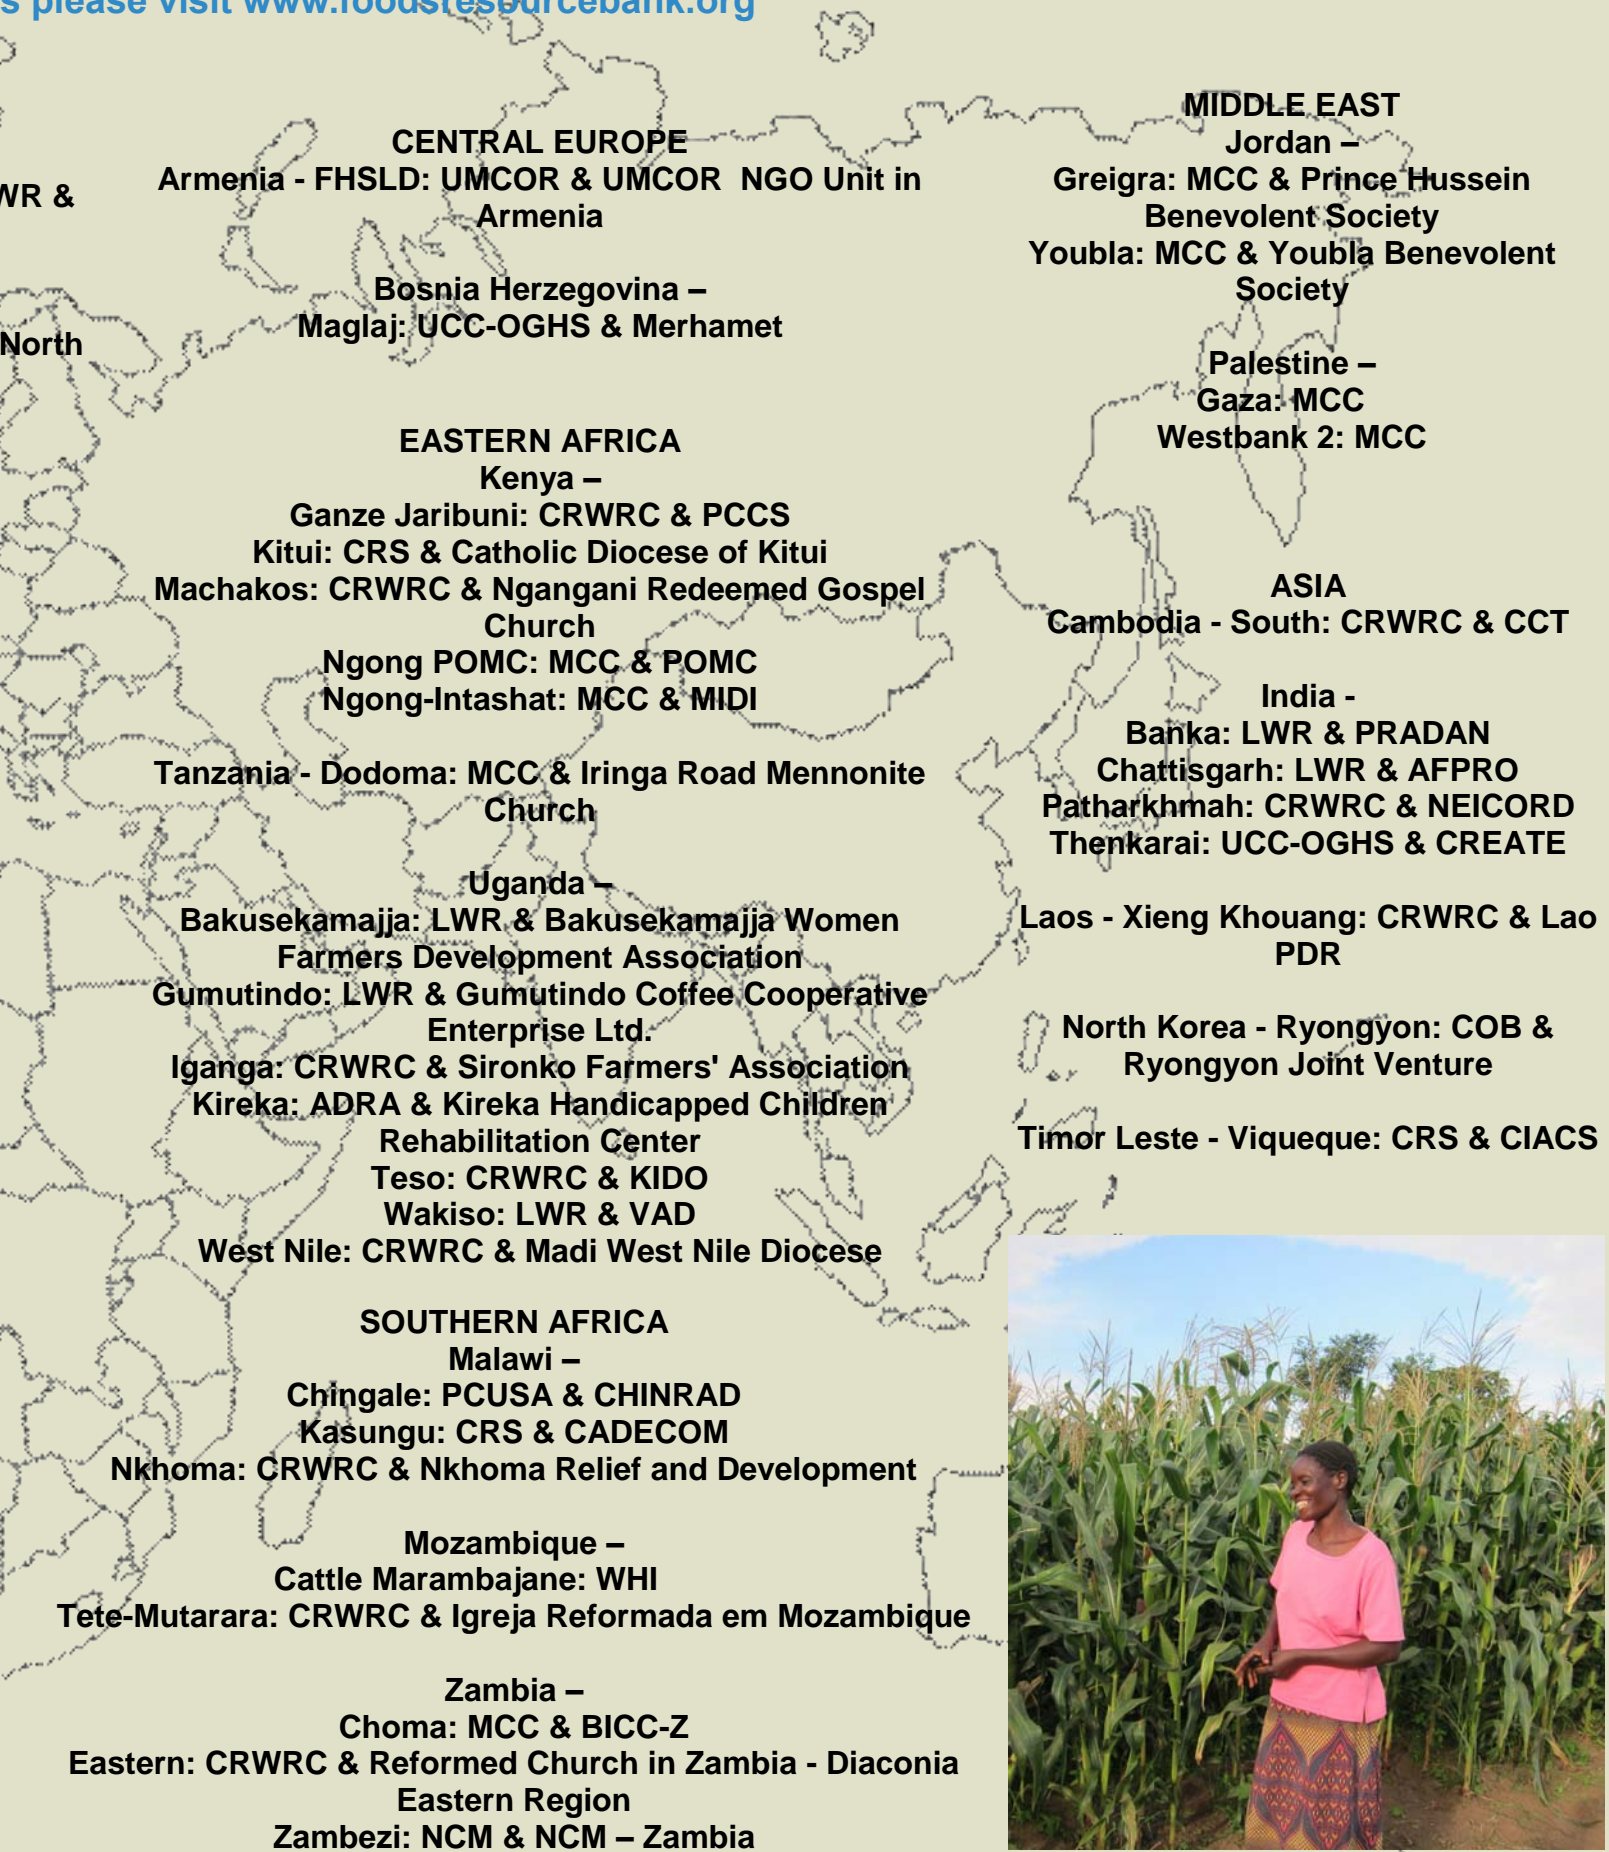 s please visit www.foodsresourcebank.org
WR &
North
CENTRAL EUROPE
Armenia - FHSLD: UMCOR & UMCOR NGO Unit in
Armenia
Bosnia Herzegovina –
Maglaj: UCC-OGHS & Merhamet
EASTERN AFRICA
Kenya –
Ganze Jaribuni: CRWRC & PCCS
Kitui: CRS & Catholic Diocese of Kitui
Machakos: CRWRC & Ngangani Redeemed Gospel
Church
Ngong POMC: MCC & POMC
Ngong-Intashat: MCC & MIDI
Tanzania - Dodoma: MCC & Iringa Road Mennonite
Church
Uganda –
Bakusekamajja: LWR & Bakusekamajja Women
Farmers Development Association
Gumutindo: LWR & Gumutindo Coffee Cooperative
Enterprise Ltd.
Iganga: CRWRC & Sironko Farmers' Association
Kireka: ADRA & Kireka Handicapped Children
Rehabilitation Center
Teso: CRWRC & KIDO
Wakiso: LWR & VAD
West Nile: CRWRC & Madi West Nile Diocese
SOUTHERN AFRICA
Malawi –
Chingale: PCUSA & CHINRAD
Kasungu: CRS & CADECOM
Nkhoma: CRWRC & Nkhoma Relief and Development
Mozambique –
Cattle Marambajane: WHI
Tete-Mutarara: CRWRC & Igreja Reformada em Mozambique
Zambia –
Choma: MCC & BICC-Z
Eastern: CRWRC & Reformed Church in Zambia - Diaconia
Eastern Region
Zambezi: NCM & NCM – Zambia
MIDDLE EAST
Jordan –
Greigra: MCC & Prince Hussein
Benevolent Society
Youbla: MCC & Youbla Benevolent
Society
Palestine –
Gaza: MCC
Westbank 2: MCC
ASIA
Cambodia - South: CRWRC & CCT
India -
Banka: LWR & PRADAN
Chattisgarh: LWR & AFPRO
Patharkhmah: CRWRC & NEICORD
Thenkarai: UCC-OGHS & CREATE
Laos - Xieng Khouang: CRWRC & Lao
PDR
North Korea - Ryongyon: COB &
Ryongyon Joint Venture
Timor Leste - Viqueque: CRS & CIACS